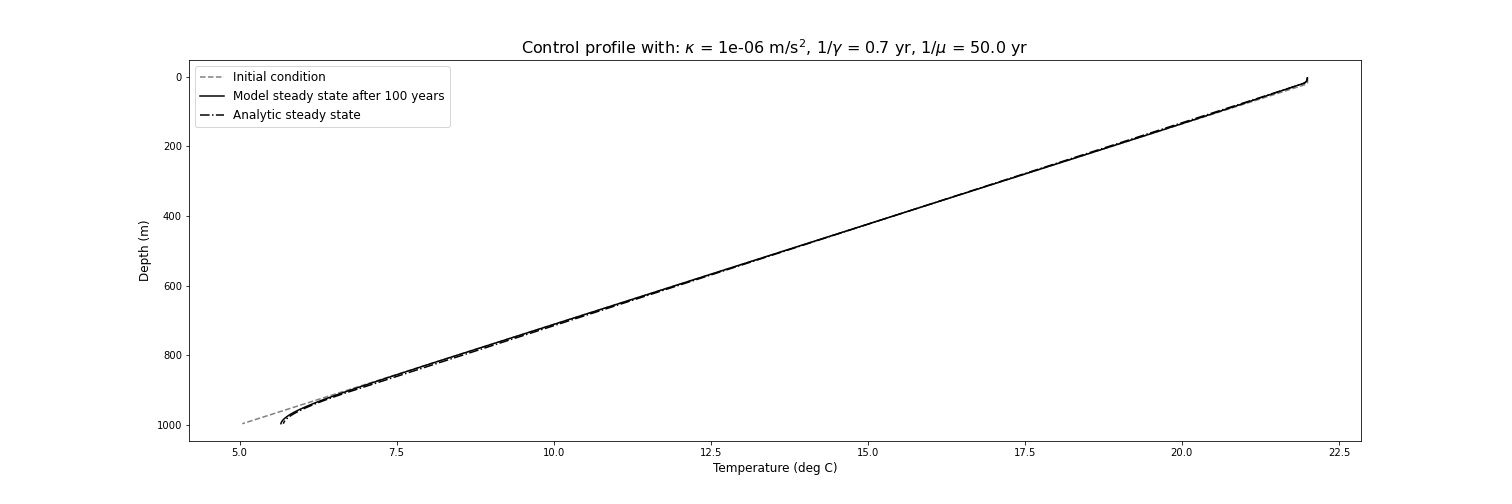 Control profile with: κ = 1e-06 m/s², 1/γ = 0.7 yr, 1/μ = 50.0 yr
Initial condition
Model steady state after 100 years
Analytic steady state
0
200
400
600
800
1000
Depth (m)
5.0 7.5 10.0 12.5 15.0 17.5 20.0 22.5
Temperature (deg C)